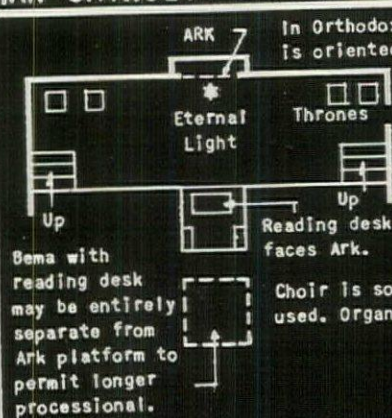 ARK
In Orthodo
is oriented
Eternal
Light
Thrones
Up
Up
Reading desk
faces Ark.
Bema with
reading desk
may be entirely
separate from
Ark platform to
permit longer
processional.
Choir is so
used. Organ